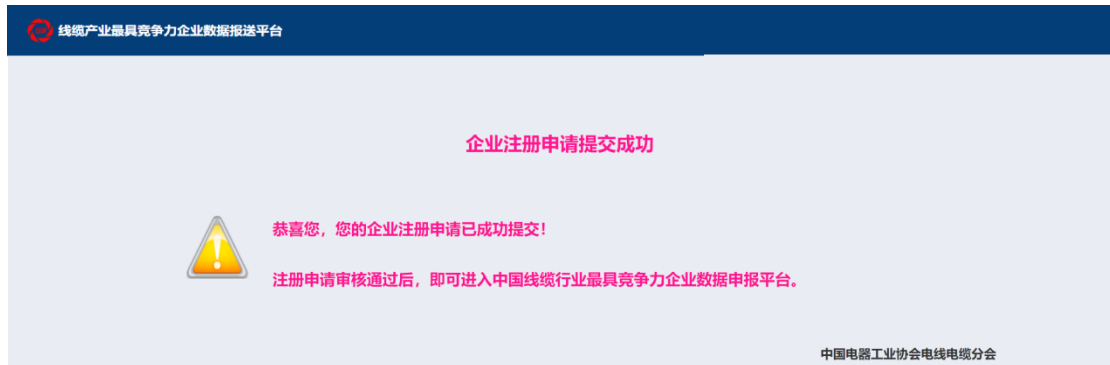 线缆产业最具竞争力企业数据报送平台
企业注册申请提交成功
恭喜您，您的企业注册申请已成功提交！
注册申请审核通过后，即可进入中国线缆行业最具竞争力企业数据申报平台。
中国电器工业协会电线电缆分会